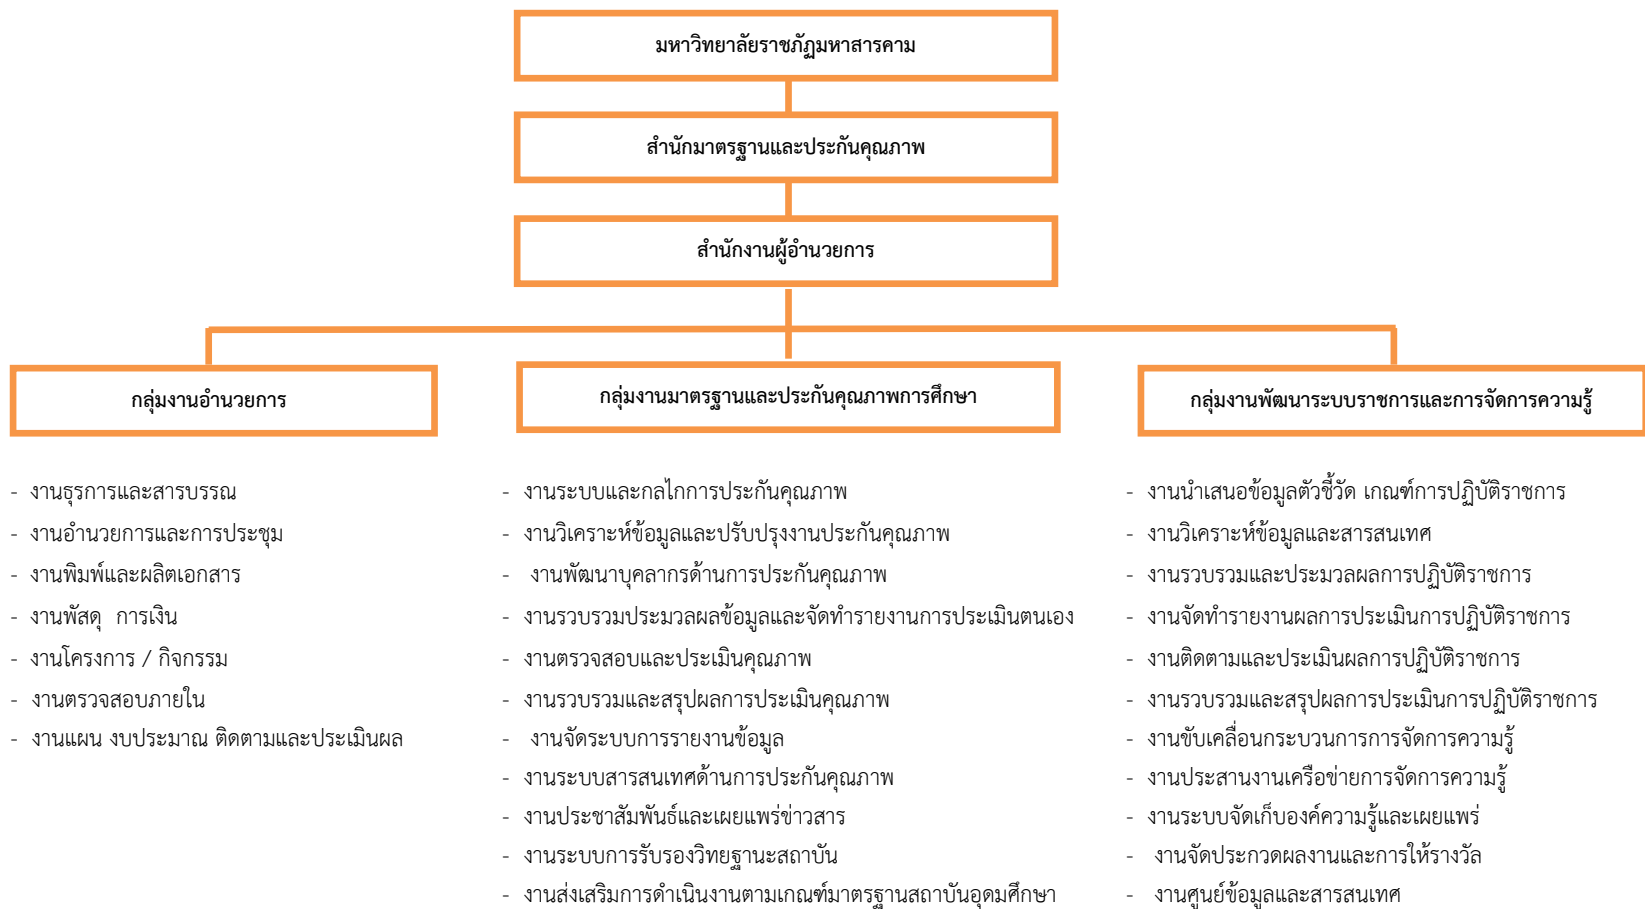 มหาวิทยาลัยราชภัฏมหาสารคาม
สำนักมาตรฐานและประกันคุณภาพ
สำนักงานผู้อำนวยการ
กลุ่มงานอำนวยการ
- งานธุรการและสารบรรณ
- งานอำนวยการและการประชุม
- งานพิมพ์และผลิตเอกสาร
- งานพัสดุ การเงิน
- งานโครงการ / กิจกรรม
- งานตรวจสอบภายใน
- งานแผน งบประมาณ ติดตามและประเมินผล
กลุ่มงานมาตรฐานและประกันคุณภาพการศึกษา
- งานระบบและกลไกการประกันคุณภาพ
- งานวิเคราะห์ข้อมูลและปรับปรุงงานประกันคุณภาพ
- งานพัฒนาบุคลากรด้านการประกันคุณภาพ
- งานรวบรวมประมวลผลข้อมูลและจัดทำรายงานการประเมินตนเอง
- งานตรวจสอบและประเมินคุณภาพ
- งานรวบรวมและสรุปผลการประเมินคุณภาพ
- งานจัดระบบการรายงานข้อมูล
- งานระบบสารสนเทศด้านการประกันคุณภาพ
- งานประชาสัมพันธ์และเผยแพร่ข่าวสาร
- งานระบบการรับรองวิทยฐานะสถาบัน
- งานส่งเสริมการดำเนินงานตามเกณฑ์มาตรฐานสถาบันอุดมศึกษา
กลุ่มงานพัฒนาระบบราชการและการจัดการความรู้
- งานนำเสนอข้อมูลตัวชี้วัด เกณฑ์การปฏิบัติราชการ
- งานวิเคราะห์ข้อมูลและสารสนเทศ
- งานรวบรวมและประมวลผลการปฏิบัติราชการ
- งานจัดทำรายงานผลการประเมินการปฏิบัติราชการ
- งานติดตามและประเมินผลการปฏิบัติราชการ
- งานรวบรวมและสรุปผลการประเมินการปฏิบัติราชการ
- งานขับเคลื่อนกระบวนการการจัดการความรู้
- งานประสานงานเครือข่ายการจัดการความรู้
- งานระบบจัดเก็บองค์ความรู้และเผยแพร่
- งานจัดประกวดผลงานและการให้รางวัล
- งานศูนย์ข้อมูลและสารสนเทศ